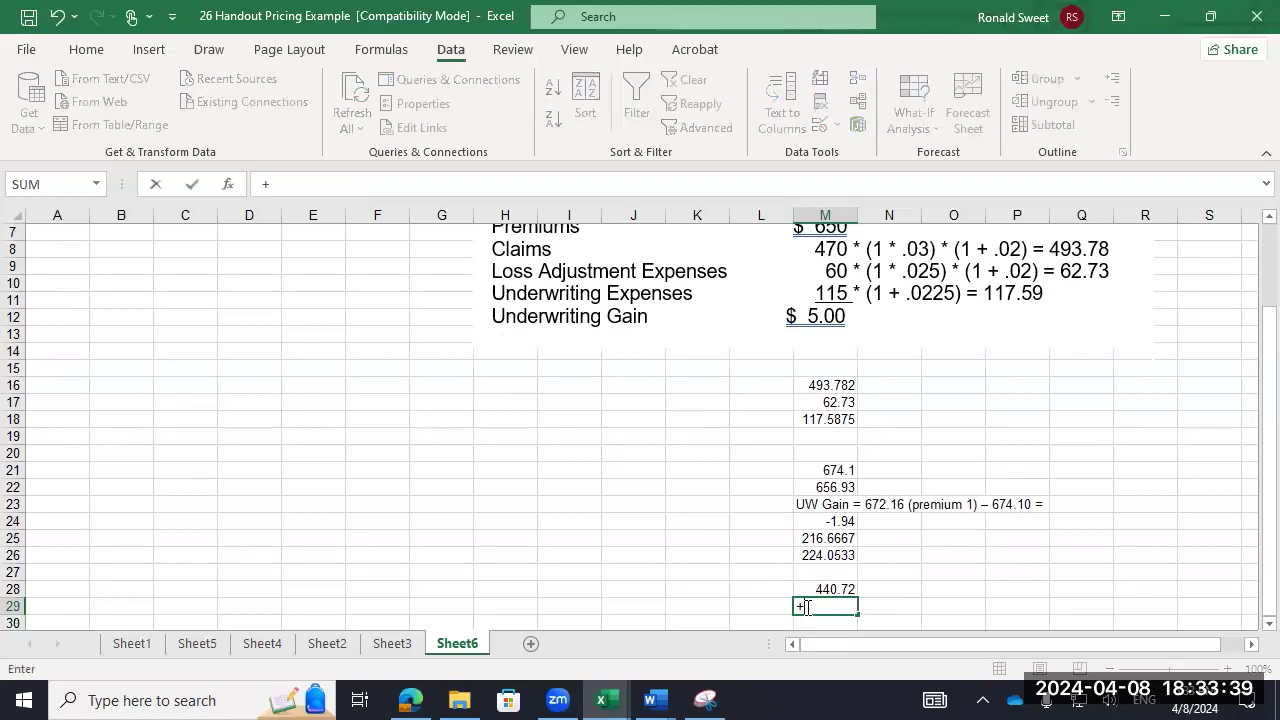 26 Handout Pricing Example [Compatibility Mode] - Excel
Search
Ronald Sweet RS
File Home Insert Draw Page Layout Formulas Data Review View Help Acrobat Share
Get Data
From Text/CSV
From Web
From Table/Range
Recent Sources
Existing Connections
Get & Transform Data
Refresh All
Queries & Connections
Properties
Edit Links
Queries & Connections
Sort
Filter
Clear
Reapply
Advanced
Sort & Filter
Text to Columns
Data Tools
What-If Analysis
Forecast Sheet
Forecast
Group
Ungroup
Subtotal
Outline
SUM fx +
A B C D E F G H I J K L M N O P Q R S
7 Premiums $ 650
8 Claims 470 * (1 * .03) * (1 + .02) = 493.78
9 Loss Adjustment Expenses 60 * (1 * .025) * (1 + .02) = 62.73
10
11 Underwriting Expenses 115 * (1 + .0225) = 117.59
12 Underwriting Gain $ 5.00
13
14
15
16 493.782
17 62.73
18 117.5875
19
20
21 674.1
22 656.93
23 UW Gain = 672.16 (premium 1) – 674.10 =
24 -1.94
25 216.6667
26 224.0533
27
28 440.72
29 +
30
Sheet1 Sheet5 Sheet4 Sheet2 Sheet3 Sheet6
Enter 100%
Type here to search
zm
ENG
2024-04-08 18:33:39
4/8/2024